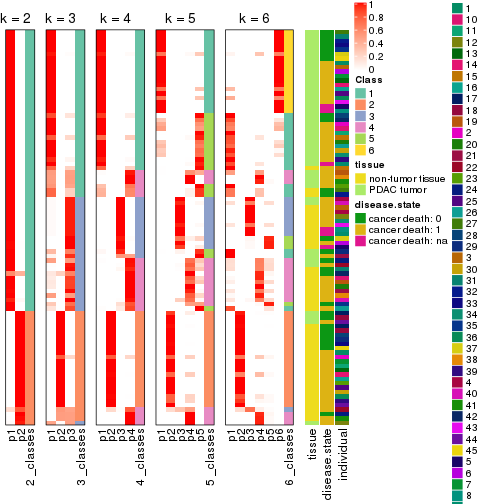 k = 2
k = 3
k = 4
k = 5
k = 6
p1
p2
2_classes
p1
p2
p3
3_classes
p1
p2
p3
p4
4_classes
p1
p2
p3
p4
p5
5_classes
p1
p2
p3
p4
p5
p6
6_classes
tissue
disease.state
individual
1
0.8
0.6
0.4
0.2
0
Class
1
2
3
4
5
6
tissue
non-tumor tissue
PDAC tumor
disease.state
cancer death: 0
cancer death: 1
cancer death: na
1
10
11
12
13
14
15
16
17
18
19
2
20
21
22
23
24
25
26
27
28
29
3
30
31
32
33
34
35
36
37
38
39
4
40
41
42
43
44
45
5
6
7
8